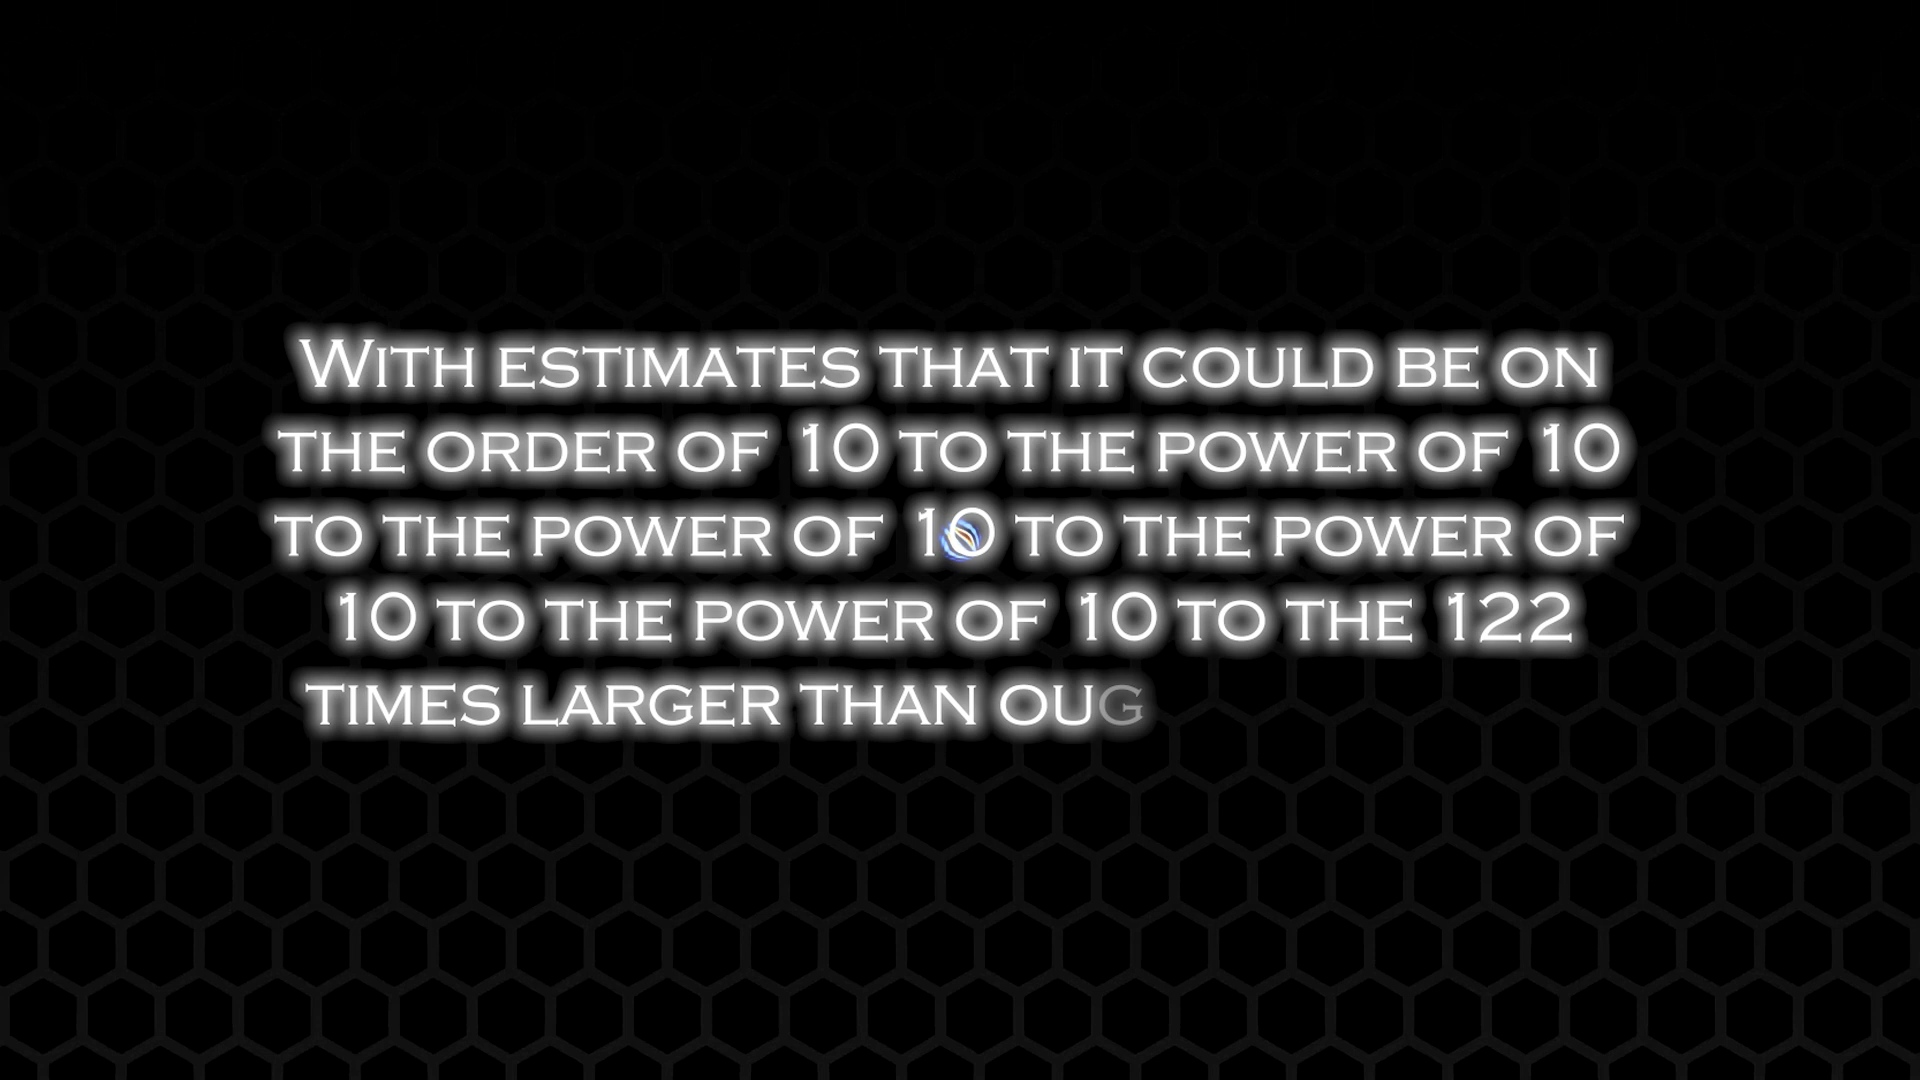 With estimates that it could be on
the order of 10 to the power of 10
to the power of 10 to the power of
10 to the power of 10 to the 122
times larger than oug